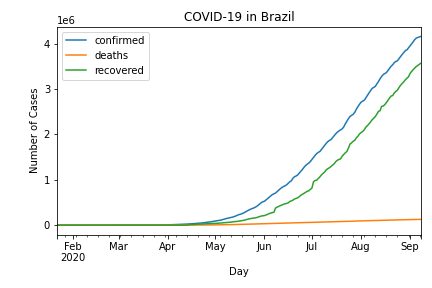 COVID-19 in Brazil
1e6
confirmed
deaths
recovered
4
3
2
1
0
Number of Cases
Feb Mar Apr May Jun Jul Aug Sep
2020
Day